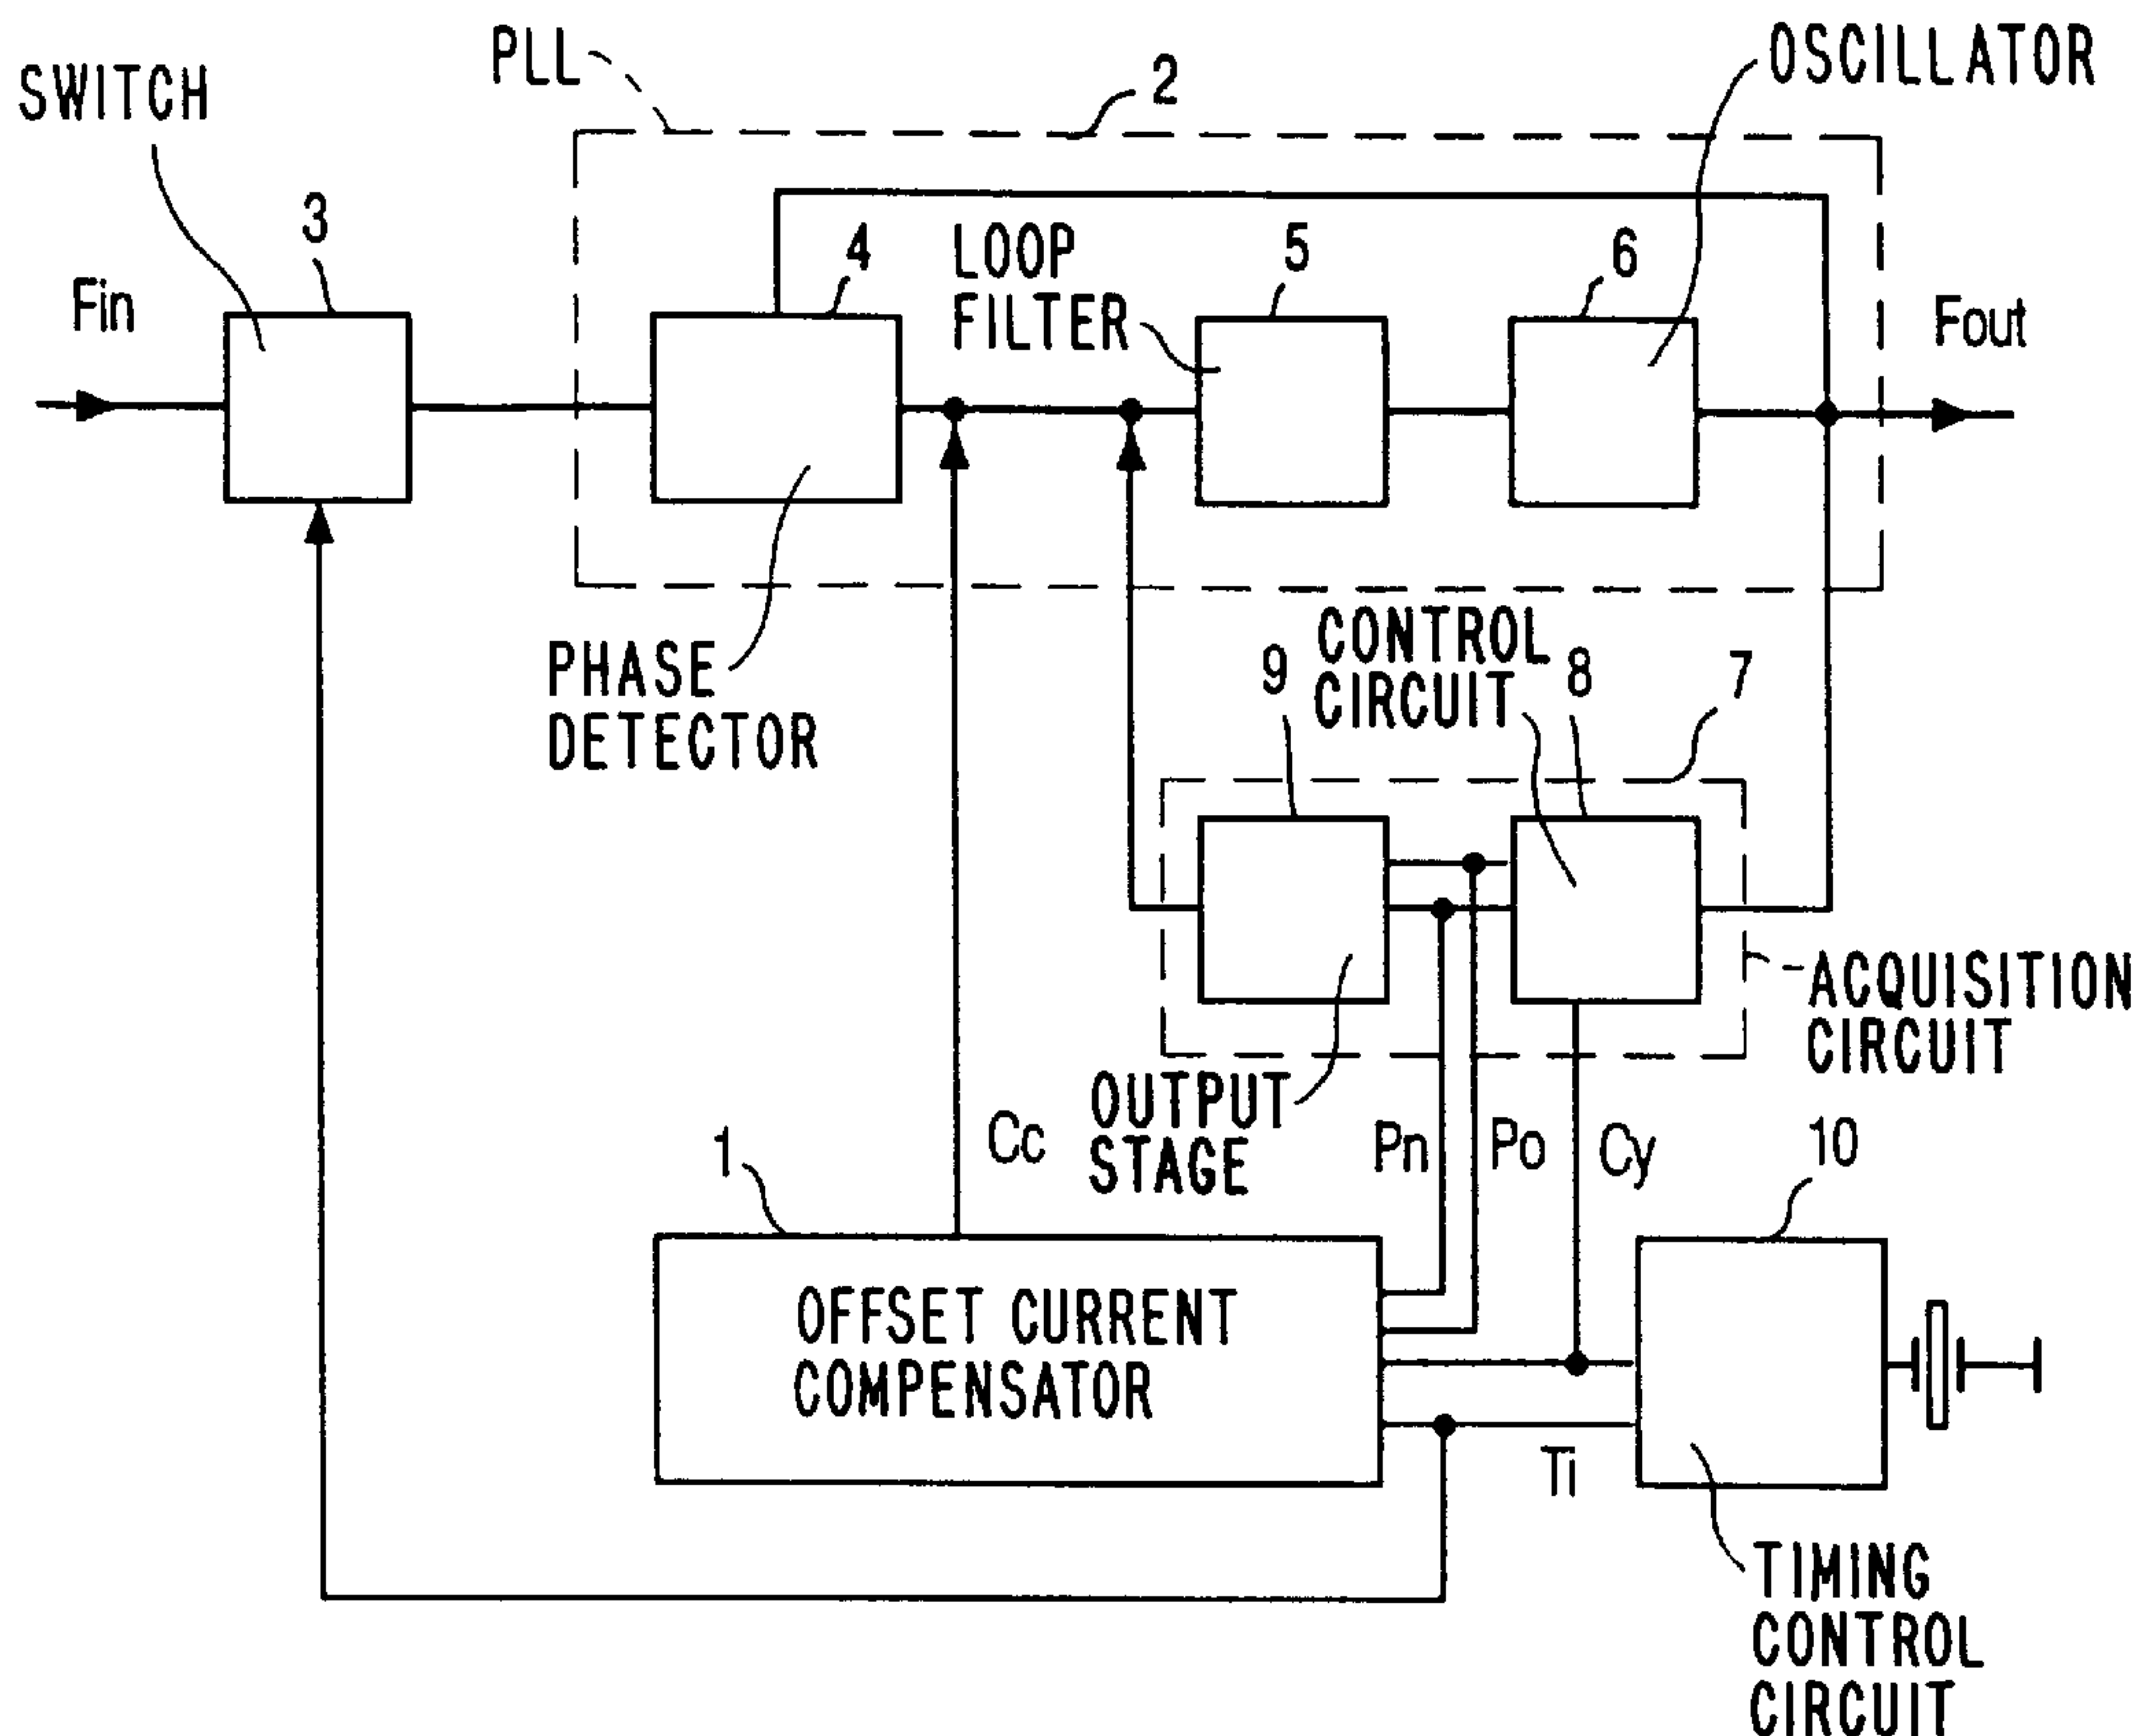 PLL
2
OSCILLATOR
SWITCH
3
4
LOOP
FILTER
5
6
Fin
Fout
PHASE
DETECTOR
9
CONTROL
CIRCUIT
8
7
ACQUISITION
CIRCUIT
OUTPUT
STAGE
1
Cc
Pn
Po
Cy
10
OFFSET CURRENT
COMPENSATOR
Ti
TIMING
CONTROL
CIRCUIT